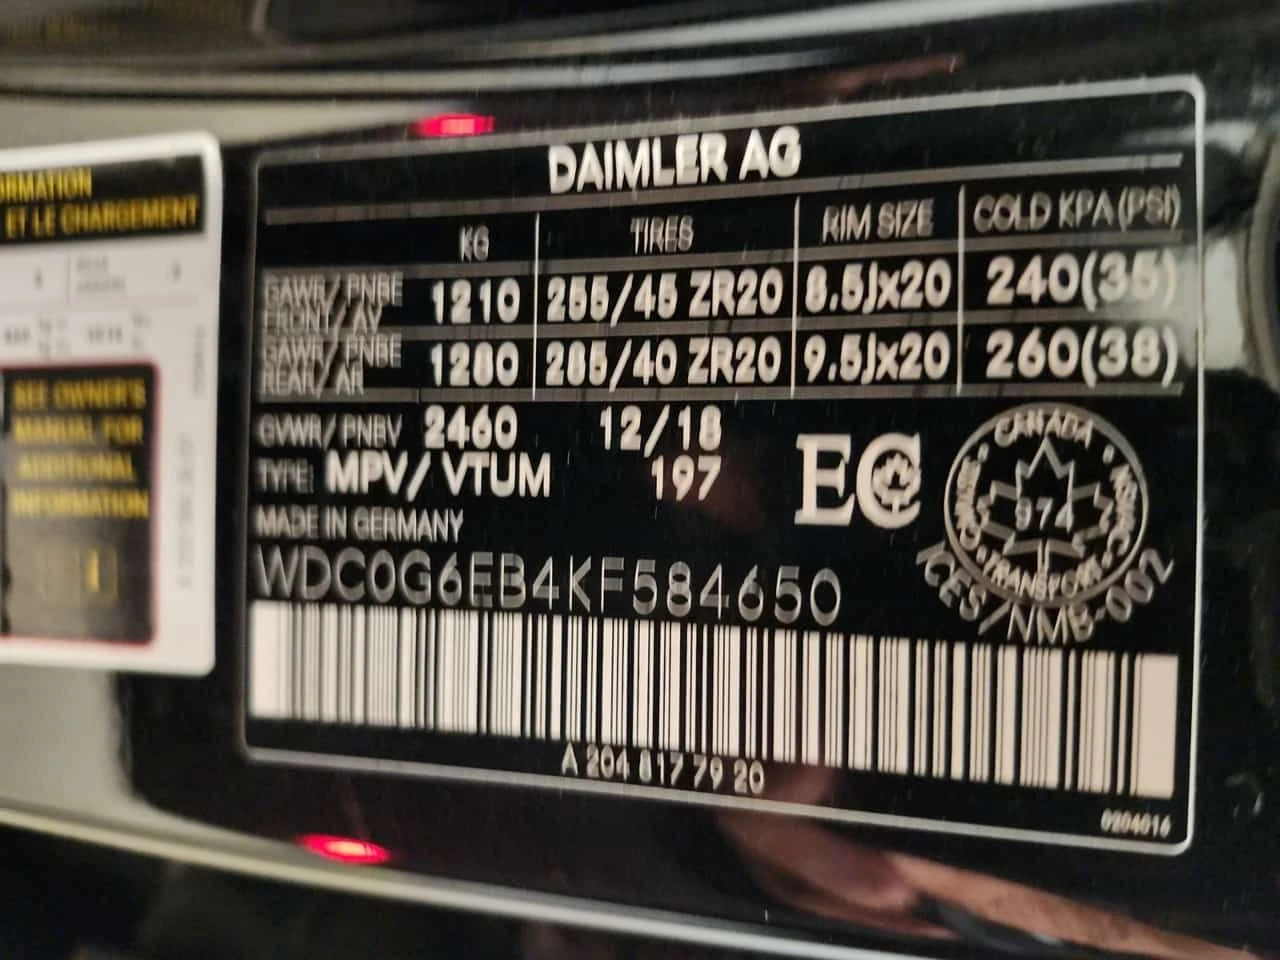 ORMATION
ET LE CHARGEMENT
SEE OWNER'S
MANUAL FOR
ADDITIONAL
INFORMATION
DAIMLER AG
KG TIRES RIM SIZE COLD KPA (PSI)
GAWR/ PNBE
FRONT/ AV 1210 255/45 ZR20 8.5Jx20 240(35)
GAWR/ PNBE
REAR/ AR 1280 285/40 ZR20 9.5Jx20 260(38)
GVWR/ PNBV 2460 12/18
TYPE: MPV/ VTUM 197
MADE IN GERMANY
EC
CANADA
974
TRANSPORT
ICES/NMB-002
WDC0G6EB4KF584650
A 204 817 79 20
0204016